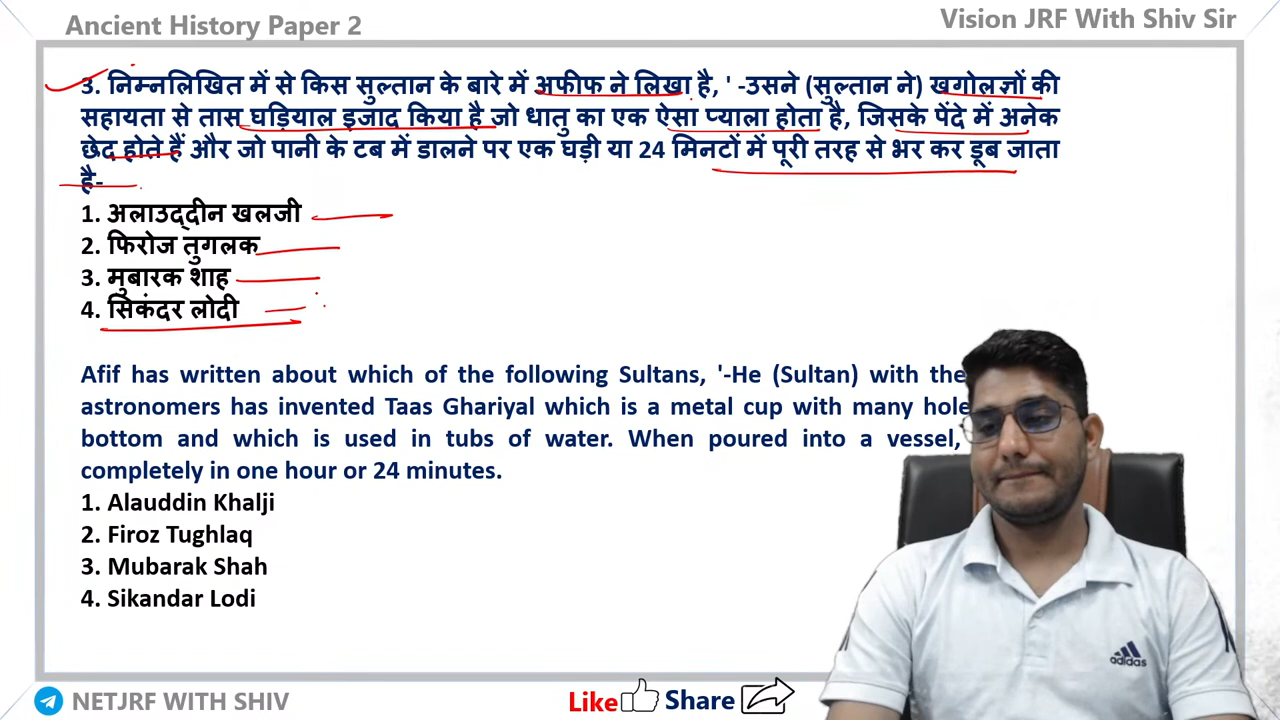 Ancient History Paper 2
Vision JRF With Shiv Sir
3. निम्नलिखित में से किस सुल्तान के बारे में अफीफ ने लिखा है, ' -उसने (सुल्तान ने) खगोलज्ञों की
सहायता से तास घड़ियाल इजाद किया है जो धातु का एक ऐसा प्याला होता है, जिसके पेंदे में अनेक
छेद होते हैं और जो पानी के टब में डालने पर एक घड़ी या 24 मिनटों में पूरी तरह से भर कर डूब जाता
है-
1. अलाउद्दीन खलजी
2. फिरोज तुगलक
3. मुबारक शाह
4. सिकंदर लोदी
Afif has written about which of the following Sultans, '-He (Sultan) with the
astronomers has invented Taas Ghariyal which is a metal cup with many hole
bottom and which is used in tubs of water. When poured into a vessel,
completely in one hour or 24 minutes.
1. Alauddin Khalji
2. Firoz Tughlaq
3. Mubarak Shah
4. Sikandar Lodi
adidas
NETJRF WITH SHIV
Like Share